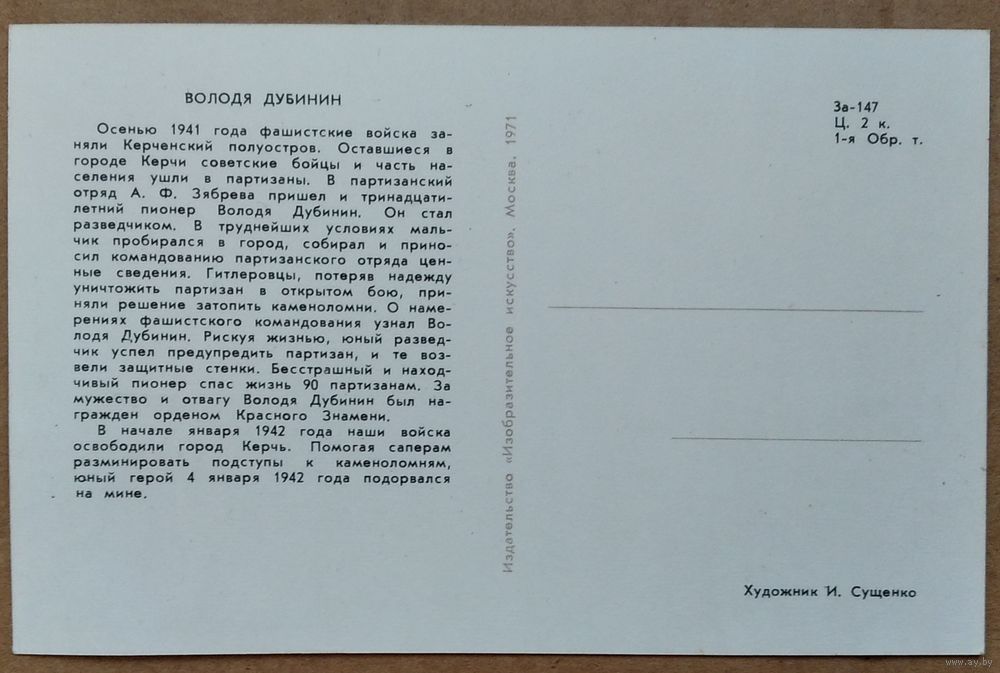 ВОЛОДЯ ДУБИНИН
Осенью 1941 года фашистские войска за-
няли Керченский полуостров. Оставшиеся в
городе Керчи советские бойцы и часть на-
селения ушли в партизаны. В партизанский
отряд А. Ф. Зябрева пришел и тринадцати-
летний пионер Володя Дубинин. Он стал
разведчиком. В труднейших условиях маль-
чик пробирался в город, собирал и прино-
сил командованию партизанского отряда цен-
ные сведения. Гитлеровцы, потеряв надежду
уничтожить партизан в открытом бою, при-
няли решение затопить каменоломни. О наме-
рениях фашистского командования узнал Во-
лодя Дубинин. Рискуя жизнью, юный развед-
чик успел предупредить партизан, и те воз-
вели защитные стенки. Бесстрашный и наход-
чивый пионер спас жизнь 90 партизанам. За
мужество и отвагу Володя Дубинин был на-
гражден орденом Красного Знамени.
В начале января 1942 года наши войска
освободили город Керчь. Помогая саперам
разминировать подступы к каменоломням,
юный герой 4 января 1942 года подорвался
на мине.
Издательство «Изобразительное искусство». Москва. 1971
За-147
Ц. 2 к.
1-я Обр. т.
Художник И. Сущенко
www.ay.by